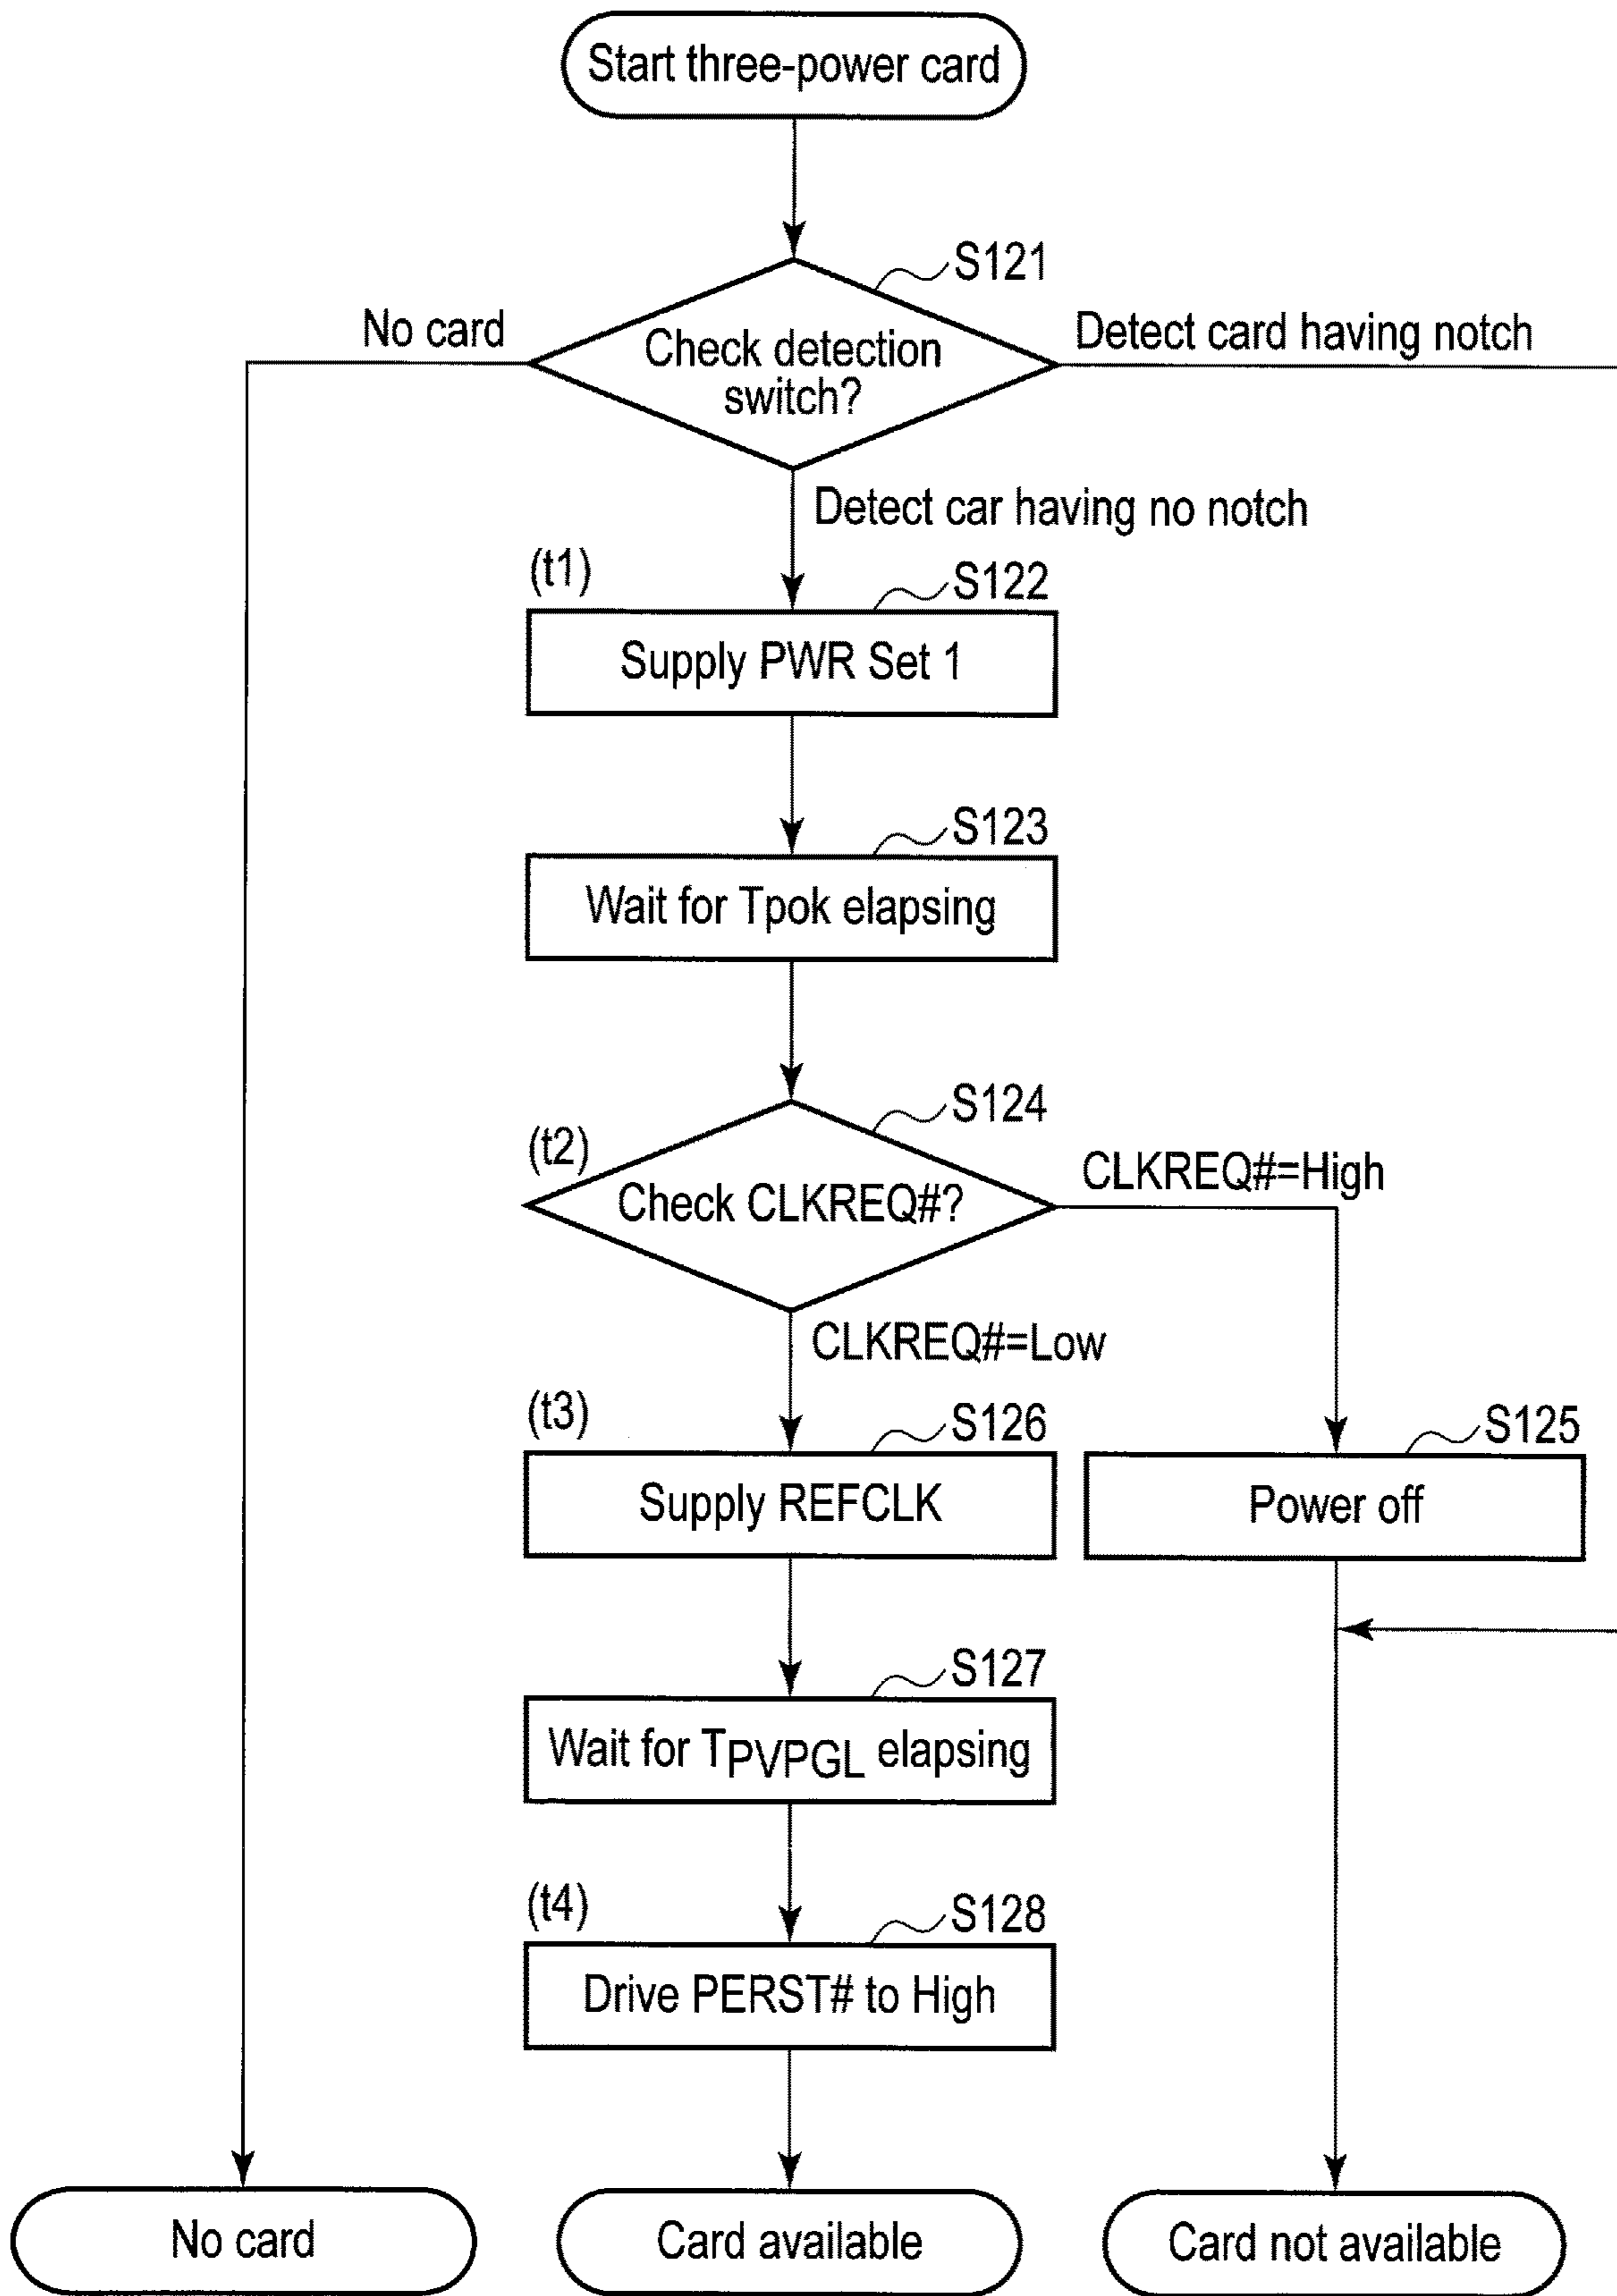 Start three-power card
S121
No card
Check detection
switch?
Detect card having notch
Detect car having no notch
(t1)
S122
Supply PWR Set 1
S123
Wait for Tpok elapsing
S124
(t2)
Check CLKREQ#?
CLKREQ#=High
CLKREQ#=Low
(t3)
S126
S125
Supply REFCLK
Power off
S127
Wait for TPVPGL elapsing
(t4)
S128
Drive PERST# to High
No card
Card available
Card not available